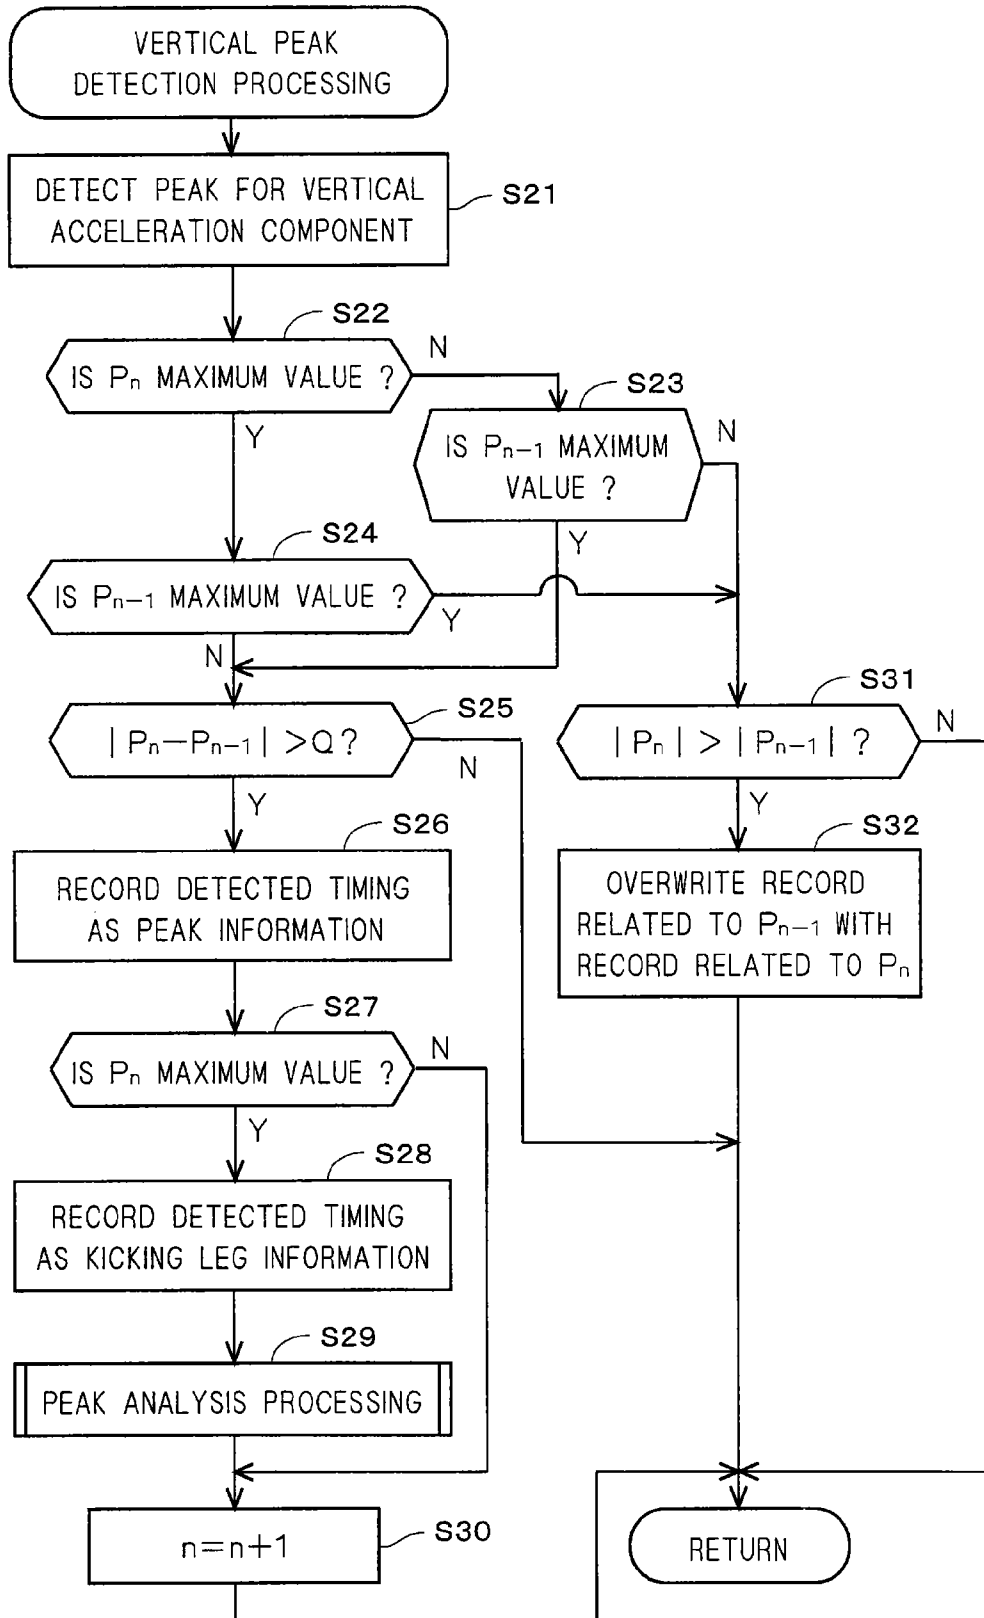 VERTICAL PEAK
DETECTION PROCESSING
DETECT PEAK FOR VERTICAL
ACCELERATION COMPONENT
S21
S22
IS Pn MAXIMUM VALUE ?
N
Y
S23
IS Pn-1 MAXIMUM
VALUE ?
N
Y
S24
IS Pn-1 MAXIMUM VALUE ?
Y
N
S25
|Pn-Pn-1| >Q?
N
Y
S31
|Pn| > |Pn-1| ?
N
Y
S26
RECORD DETECTED TIMING
AS PEAK INFORMATION
S32
OVERWRITE RECORD
RELATED TO Pn-1 WITH
RECORD RELATED TO Pn
S27
IS Pn MAXIMUM VALUE ?
N
Y
S28
RECORD DETECTED TIMING
AS KICKING LEG INFORMATION
S29
PEAK ANALYSIS PROCESSING
n=n+1
S30
RETURN